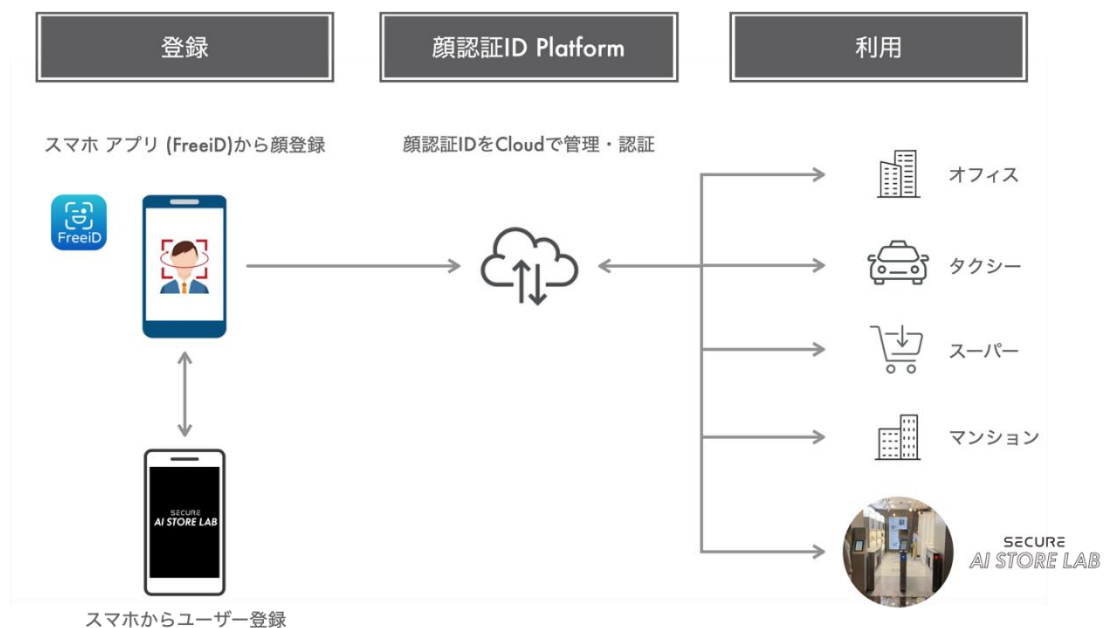 登録
顔認証ID Platform
利用
スマホ アプリ (FreeiD)から顔登録
顔認証IDをCloudで管理・認証
FreeiD
オフィス
タクシー
スーパー
マンション
SECURE
AI STORE LAB
SECURE
AI STORE LAB
スマホからユーザー登録